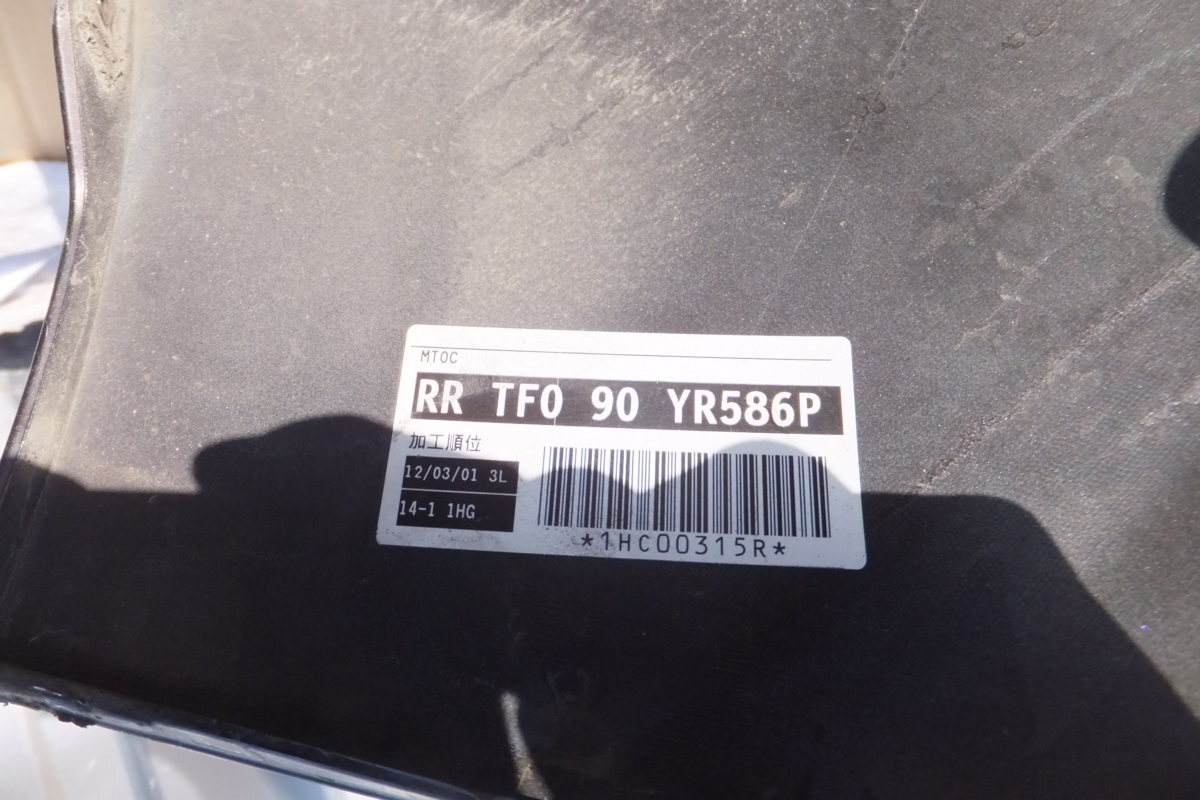 MTOC
RR TF0 90 YR586P
加工順位
12/03/01 3L
14-1 1HG
*1HC00315R*